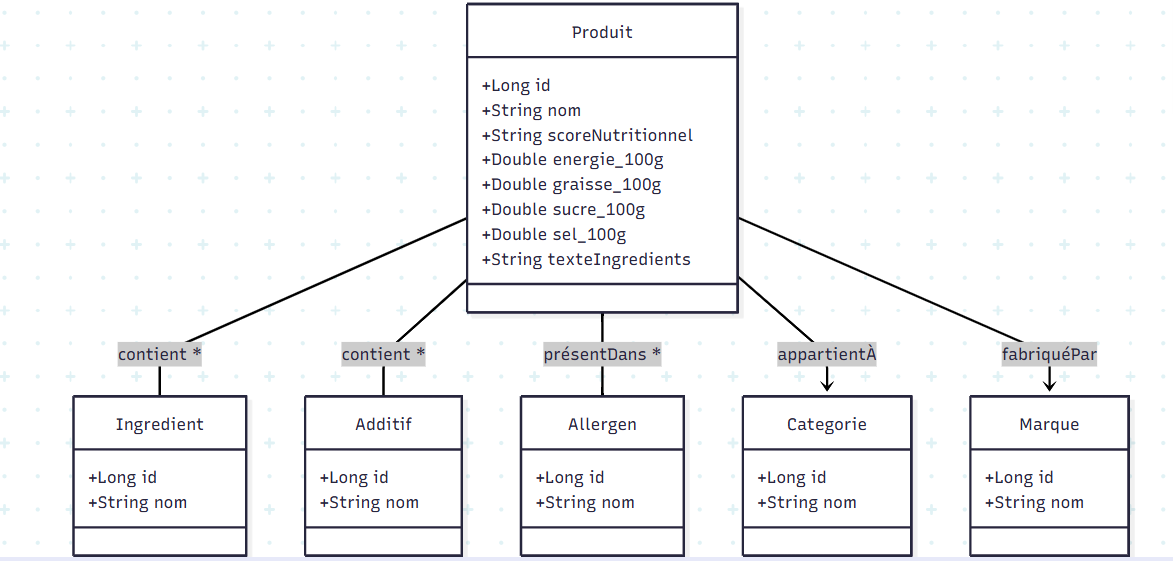 Produit
+Long id
+String nom
+String scoreNutritionnel
+Double energie_100g
+Double graisse_100g
+Double sucre_100g
+Double sel_100g
+String texteIngredients
contient *
contient *
présentDans *
appartientÀ
fabriquéPar
Ingredient
+Long id
+String nom
Additif
+Long id
+String nom
Allergen
+Long id
+String nom
Categorie
+Long id
+String nom
Marque
+Long id
+String nom